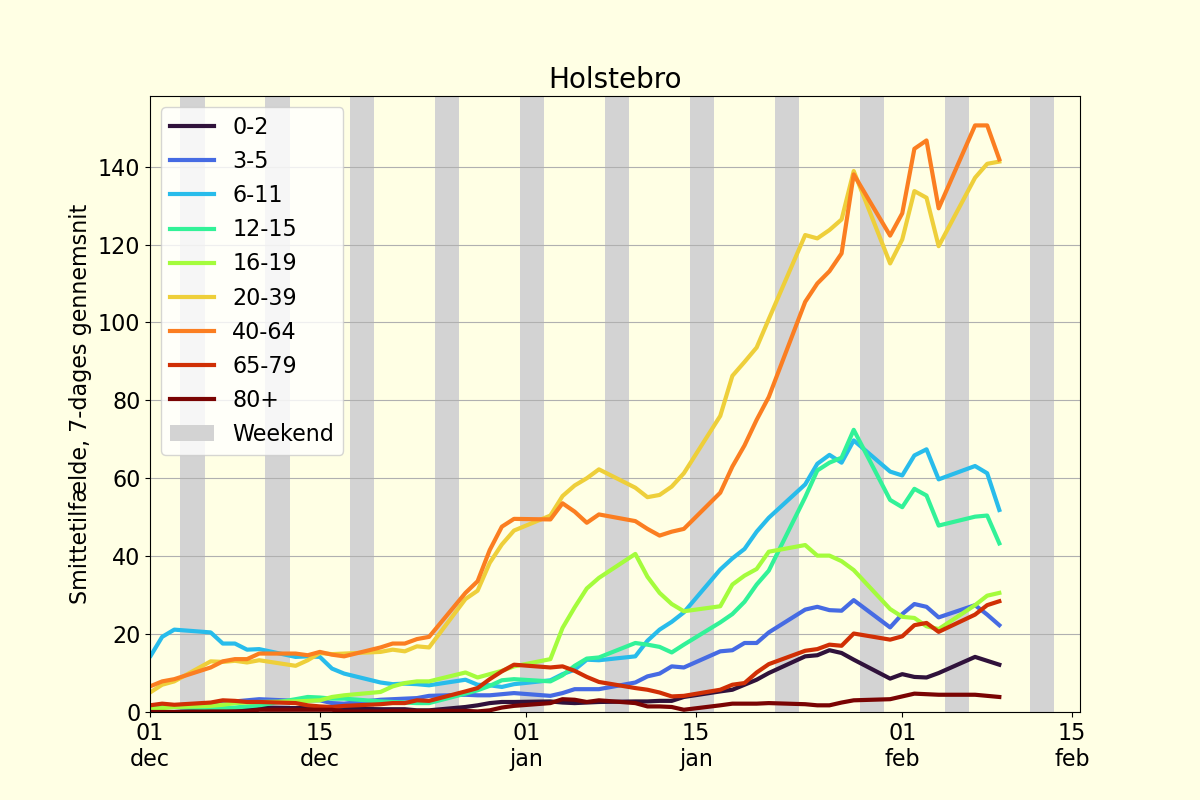 Holstebro
Smittetilfælde, 7-dages gennemsnit
140
120
100
80
60
40
20
0
0-2
3-5
6-11
12-15
16-19
20-39
40-64
65-79
80+
Weekend
01
dec
15
dec
01
jan
15
jan
01
feb
15
feb